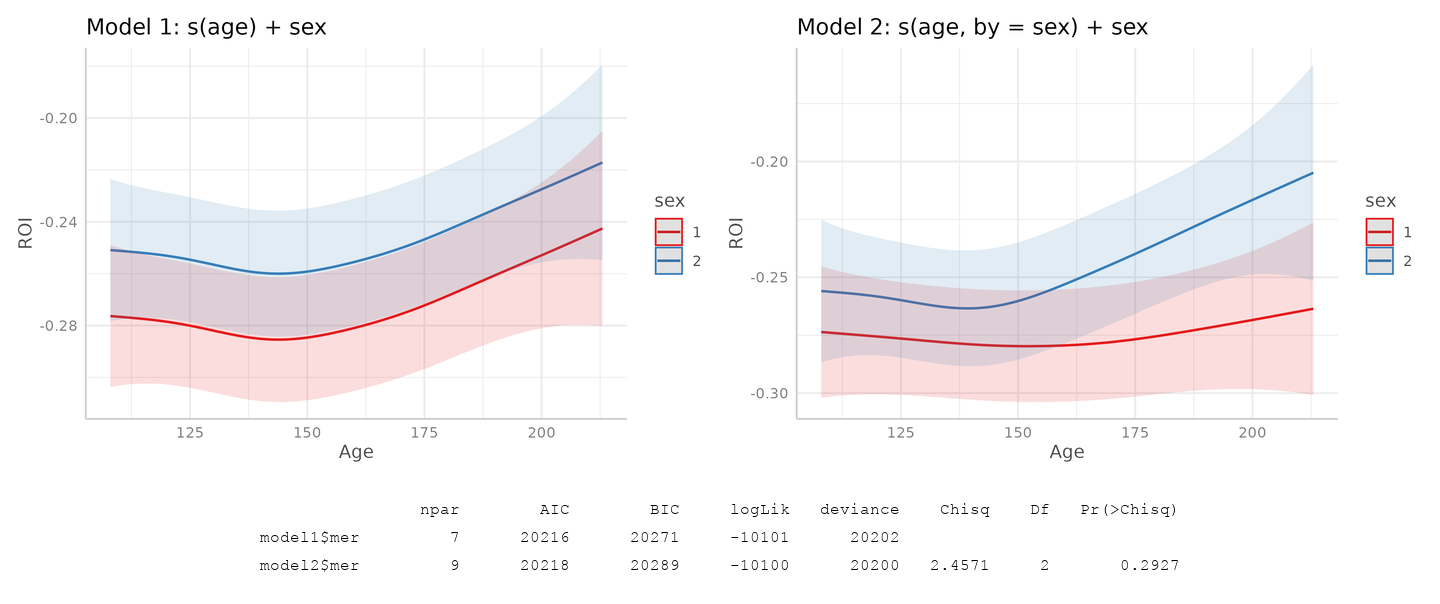 Model 1: s(age) + sex
-0.20
-0.24
-0.28
ROI
125 150 175 200
Age
sex
1
2
Model 2: s(age, by = sex) + sex
-0.20
-0.25
-0.30
ROI
125 150 175 200
Age
sex
1
2
npar AIC BIC logLik deviance Chisq Df Pr(>Chisq)
model1$mer 7 20216 20271 -10101 20202
model2$mer 9 20218 20289 -10100 20200 2.4571 2 0.2927